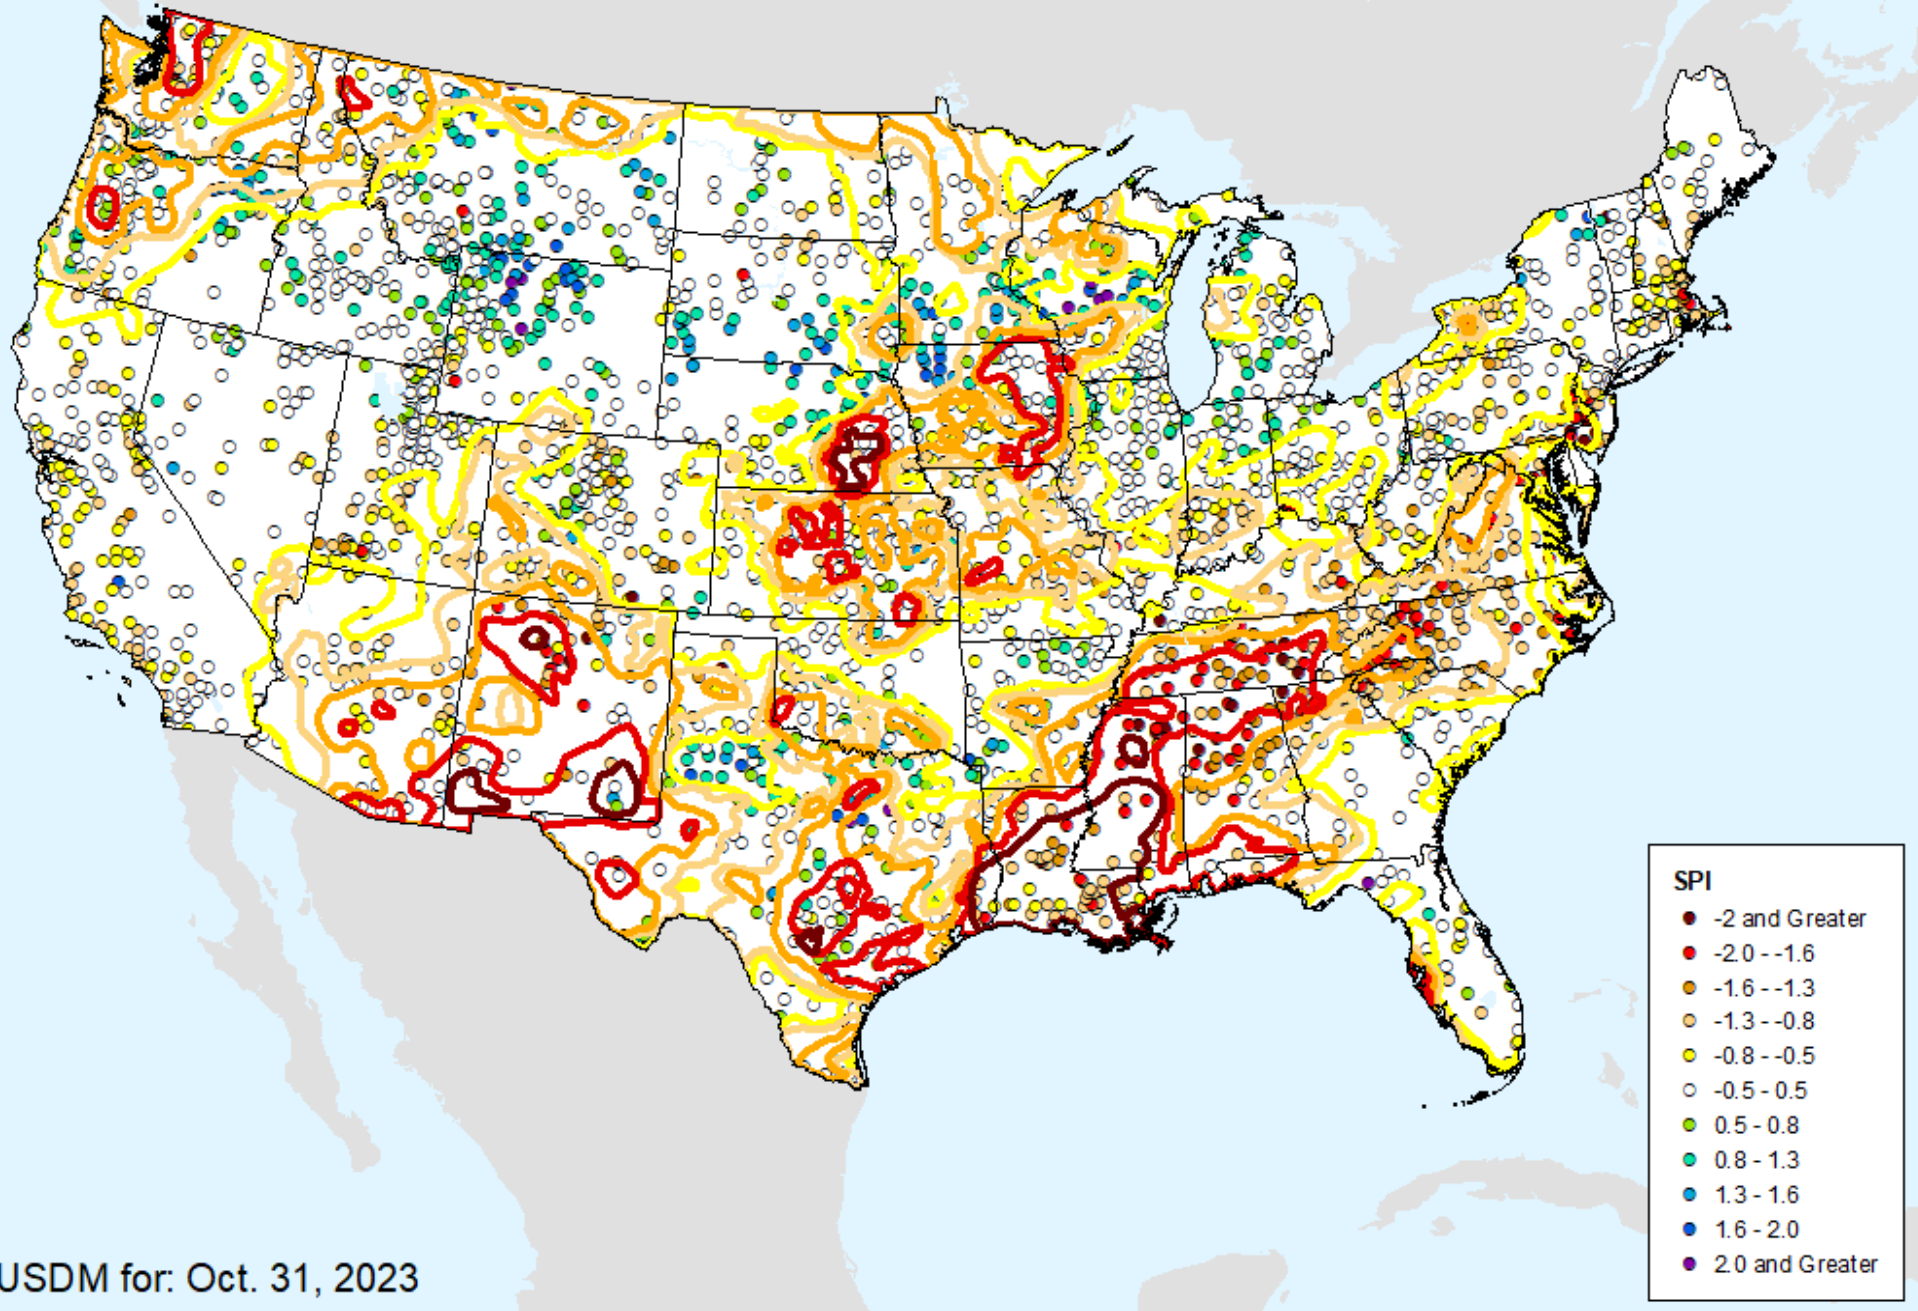 SPI
-2 and Greater
-2.0 - -1.6
-1.6 - -1.3
-1.3 - -0.8
-0.8 - -0.5
-0.5 - 0.5
0.5 - 0.8
0.8 - 1.3
1.3 - 1.6
1.6 - 2.0
2.0 and Greater
USDM for: Oct. 31, 2023